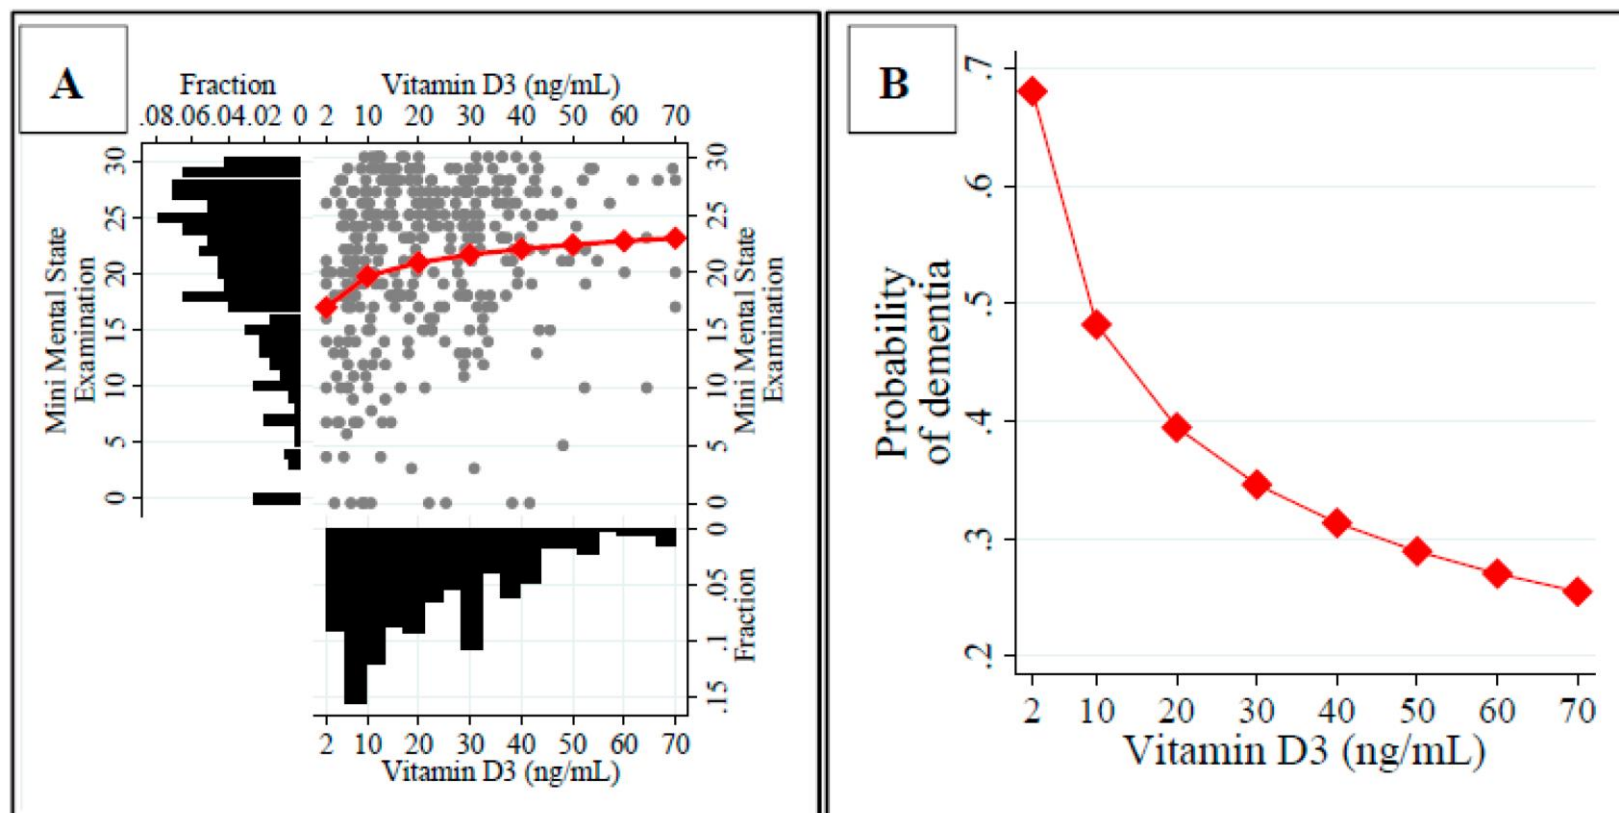 A
Fraction
.08.06.04.02 0
Vitamin D3 (ng/mL)
2 10 20 30 40 50 60 70
Mini Mental State
Examination
30
25
20
15
10
5
0
30
25
20
15
10
5
0
Mini Mental State
Examination
0
.05
.1
.15
Fraction
2 10 20 30 40 50 60 70
Vitamin D3 (ng/mL)
B
Probability
of dementia
.7
.6
.5
.4
.3
.2
2 10 20 30 40 50 60 70
Vitamin D3 (ng/mL)